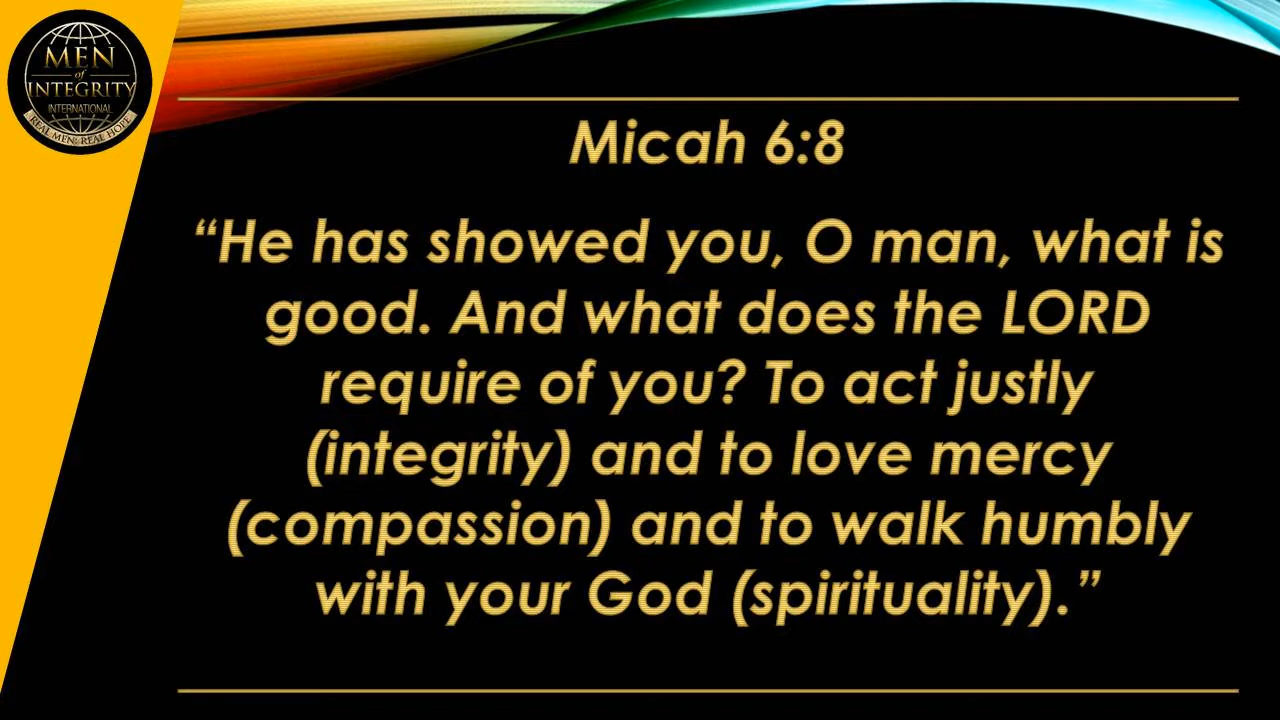 MEN
of
INTEGRITY
INTERNATIONAL
REAL MEN; REAL HOPE
Micah 6:8
“He has showed you, O man, what is
good. And what does the LORD
require of you? To act justly
(integrity) and to love mercy
(compassion) and to walk humbly
with your God (spirituality).”